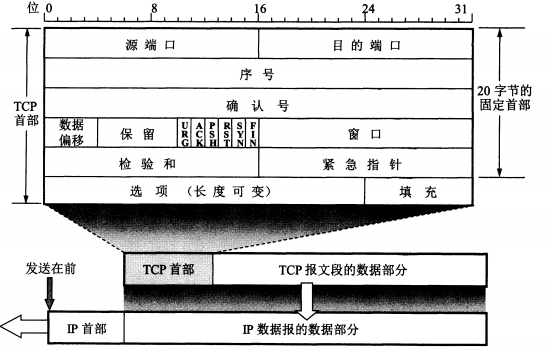 位 0 8 16 24 31
源端口 目的端口
序号
确认号
TCP
首部
20 字节的
固定首部
数据
偏移
保留
URG
ACK
PSH
RST
SYN
FIN
窗口
检验和 紧急指针
选项 (长度可变) 填充
发送在前
TCP 首部 TCP 报文段的数据部分
IP 首部 IP 数据报的数据部分